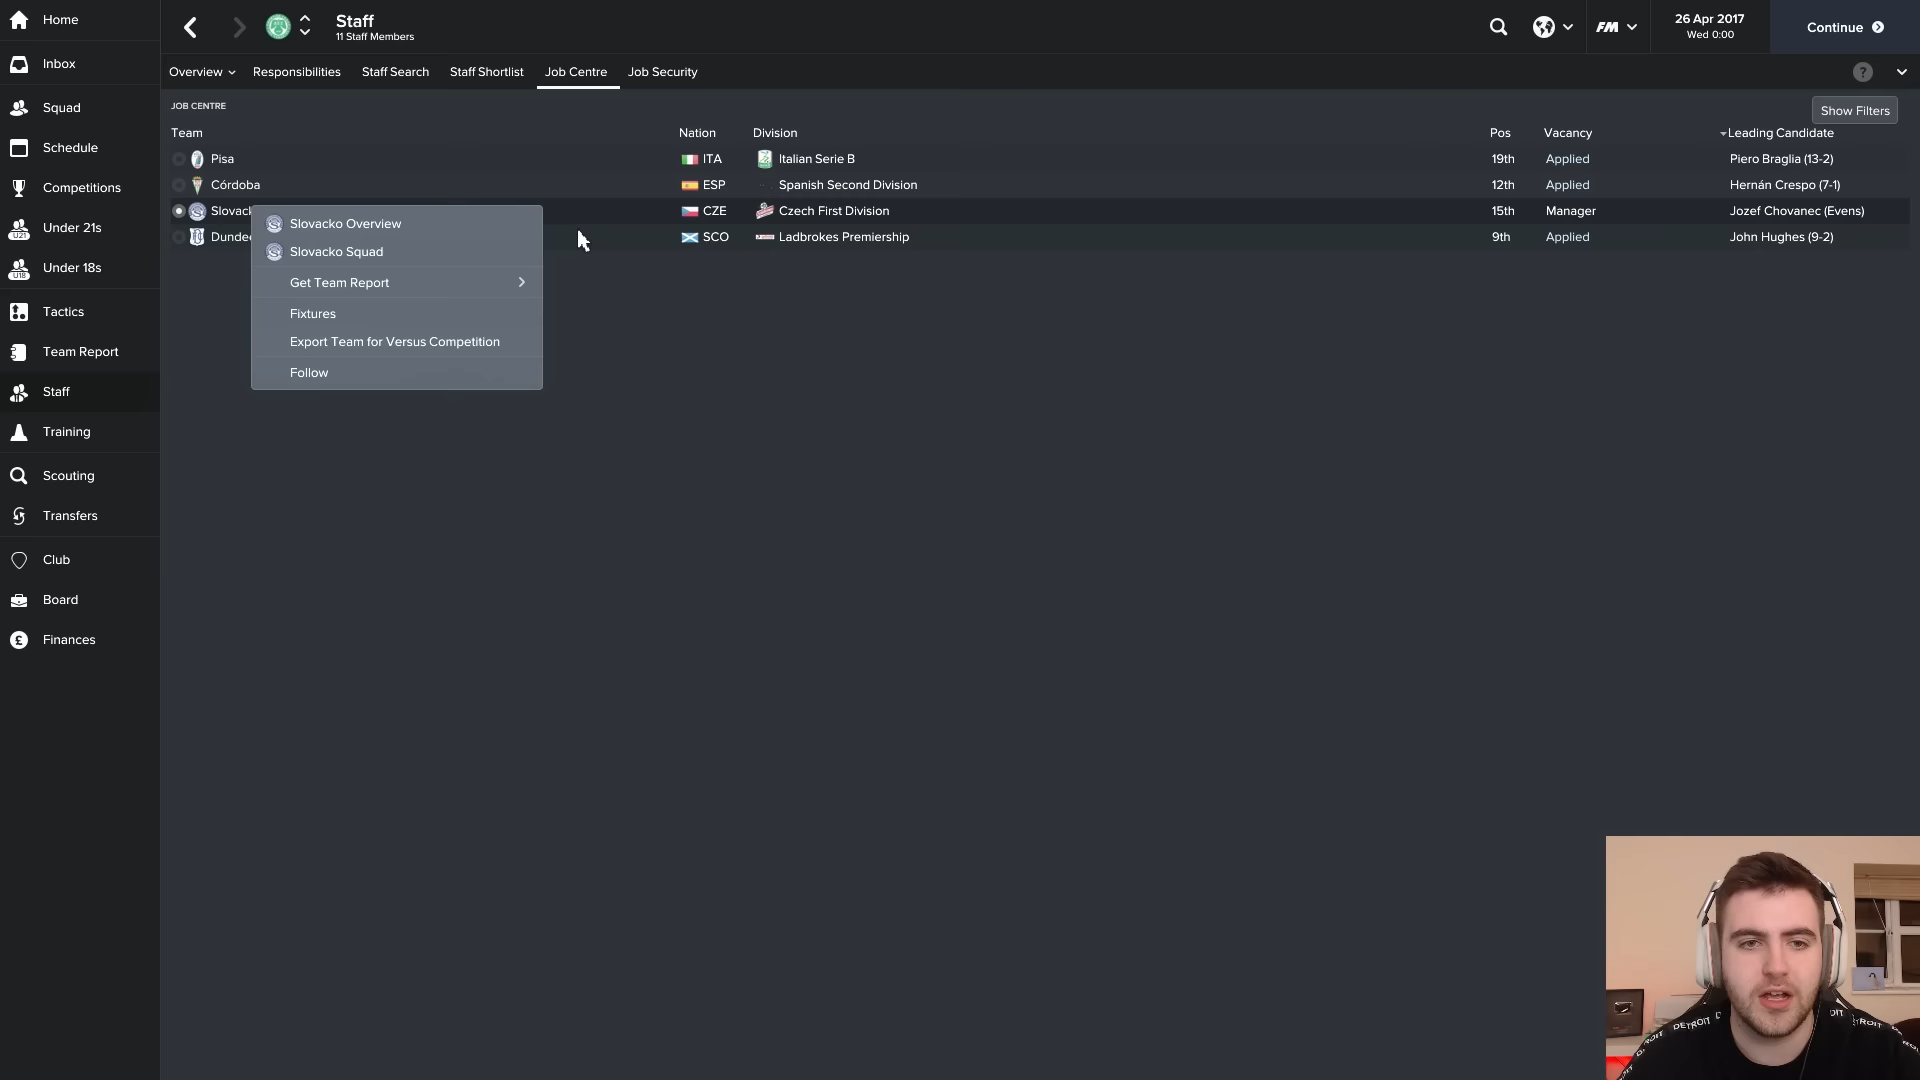 Home
Inbox
Squad
Schedule
Competitions
Under 21s
Under 18s
Tactics
Team Report
Staff
Training
Scouting
Transfers
Club
Board
Finances
Staff
11 Staff Members
FM
26 Apr 2017
Wed 0:00
Continue
Overview Responsibilities Staff Search Staff Shortlist Job Centre Job Security
?
JOB CENTRE
Show Filters
Team Nation Division Pos Vacancy Leading Candidate
Pisa ITA Italian Serie B 19th Applied Piero Braglia (13-2)
Córdoba ESP Spanish Second Division 12th Applied Hernán Crespo (7-1)
Slovack CZE Czech First Division 15th Manager Jozef Chovanec (Evens)
Dundee SCO Ladbrokes Premiership 9th Applied John Hughes (9-2)
Slovacko Overview
Slovacko Squad
Get Team Report
Fixtures
Export Team for Versus Competition
Follow
DETROIT